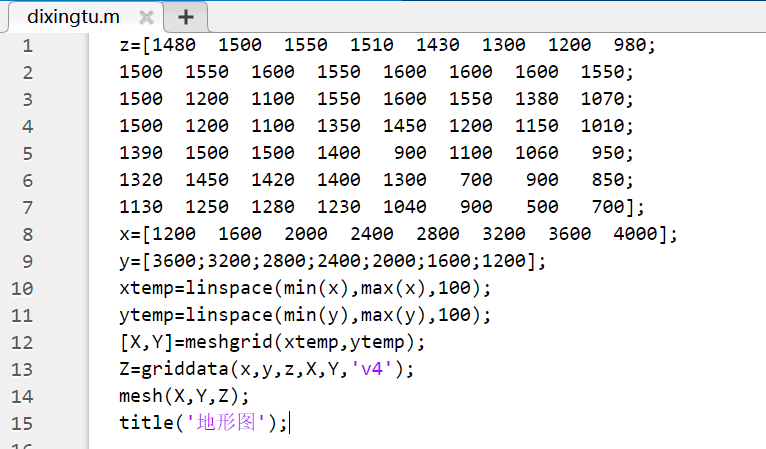 dixingtu.m
1 z=[1480 1500 1550 1510 1430 1300 1200 980;
2 1500 1550 1600 1550 1600 1600 1600 1550;
3 1500 1200 1100 1550 1600 1550 1380 1070;
4 1500 1200 1100 1350 1450 1200 1150 1010;
5 1390 1500 1500 1400 900 1100 1060 950;
6 1320 1450 1420 1400 1300 700 900 850;
7 1130 1250 1280 1230 1040 900 500 700];
8 x=[1200 1600 2000 2400 2800 3200 3600 4000];
9 y=[3600;3200;2800;2400;2000;1600;1200];
10 xtemp=linspace(min(x),max(x),100);
11 ytemp=linspace(min(y),max(y),100);
12 [X,Y]=meshgrid(xtemp,ytemp);
13 Z=griddata(x,y,z,X,Y,'v4');
14 mesh(X,Y,Z);
15 title('地形图');